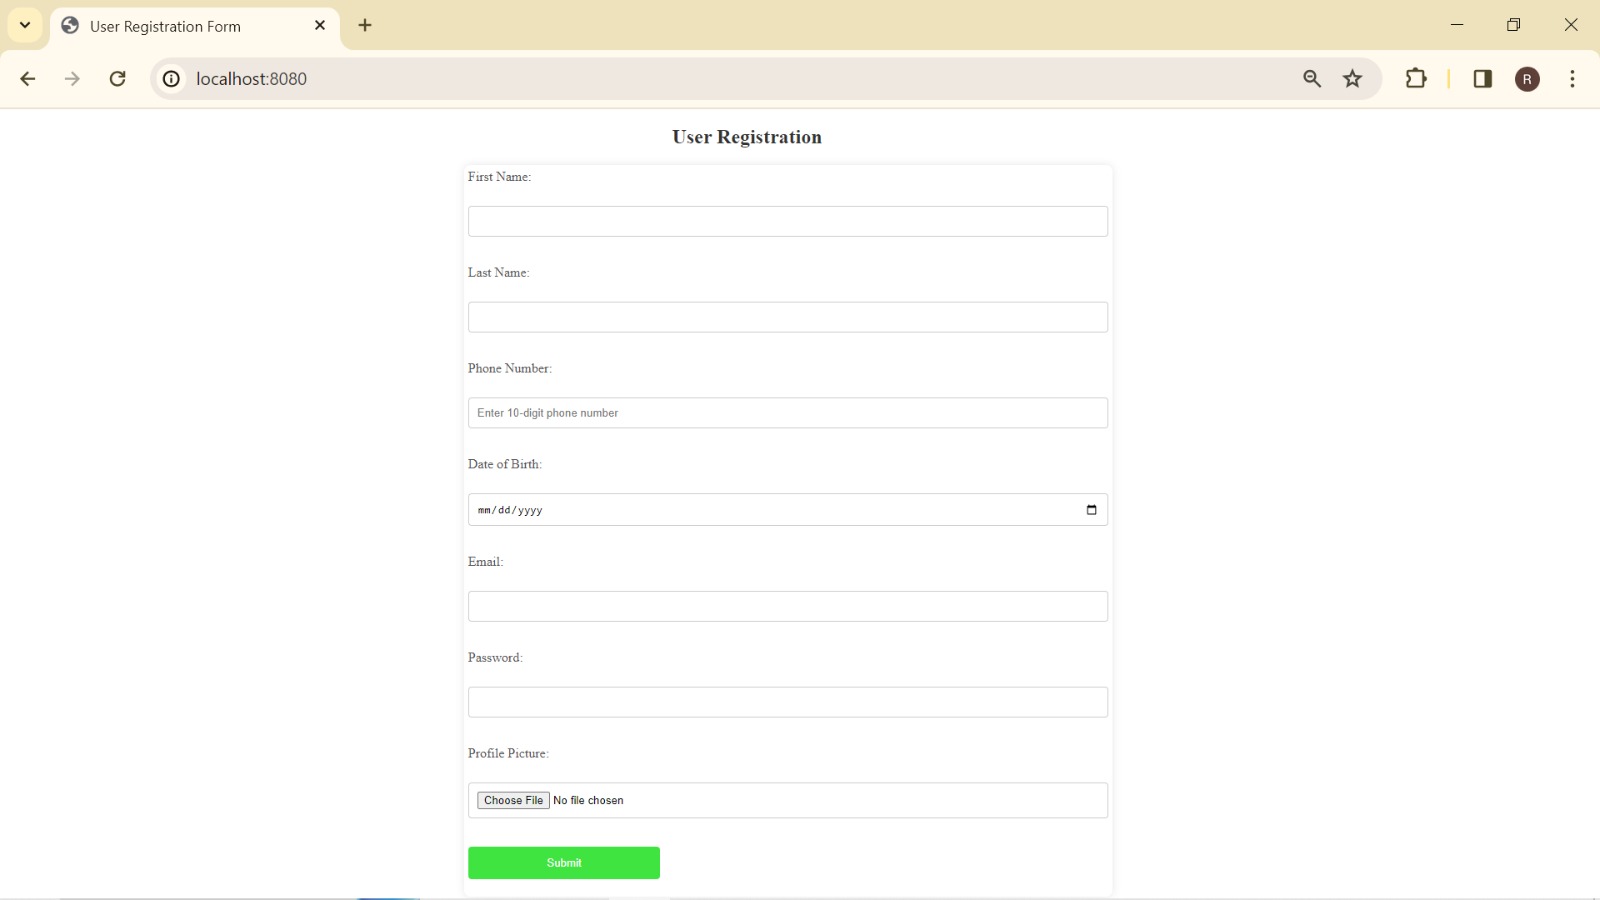 User Registration Form
localhost:8080
R
User Registration
First Name:
Last Name:
Phone Number:
Enter 10-digit phone number
Date of Birth:
mm/dd/yyyy
Email:
Password:
Profile Picture:
Choose File No file chosen
Submit